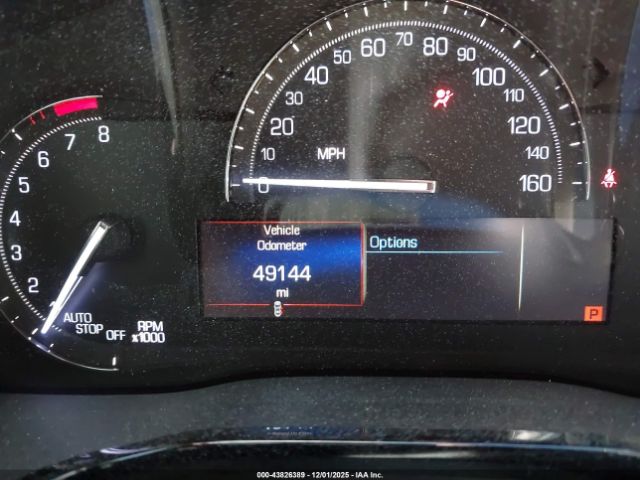 60 70 80
50 90
40 100
30 110
20 120
10 MPH 140
0 160
8
7
6
5
4
3
2
AUTO
STOP
OFF
RPM
x1000
Vehicle
Odometer
49144
mi
Options
P
000-43826389 - 12/01/2025 - IAA Inc.